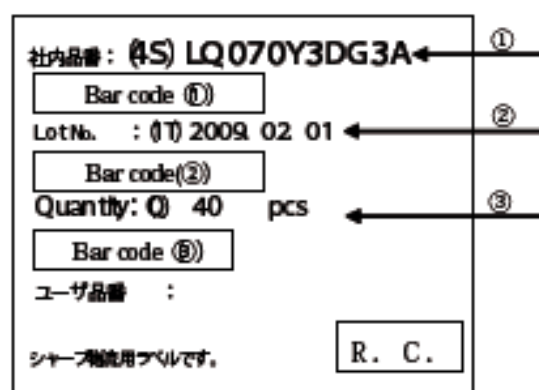 社内品番: (4S) LQ070Y3DG3A ①
Bar code (①)
Lot No. : (1T) 2009. 02 01 ②
Bar code(②)
Quantity: Q) 40 pcs ③
Bar code (③)
ユーザ品番 :
シャープ物流用ラベルです。
R. C.